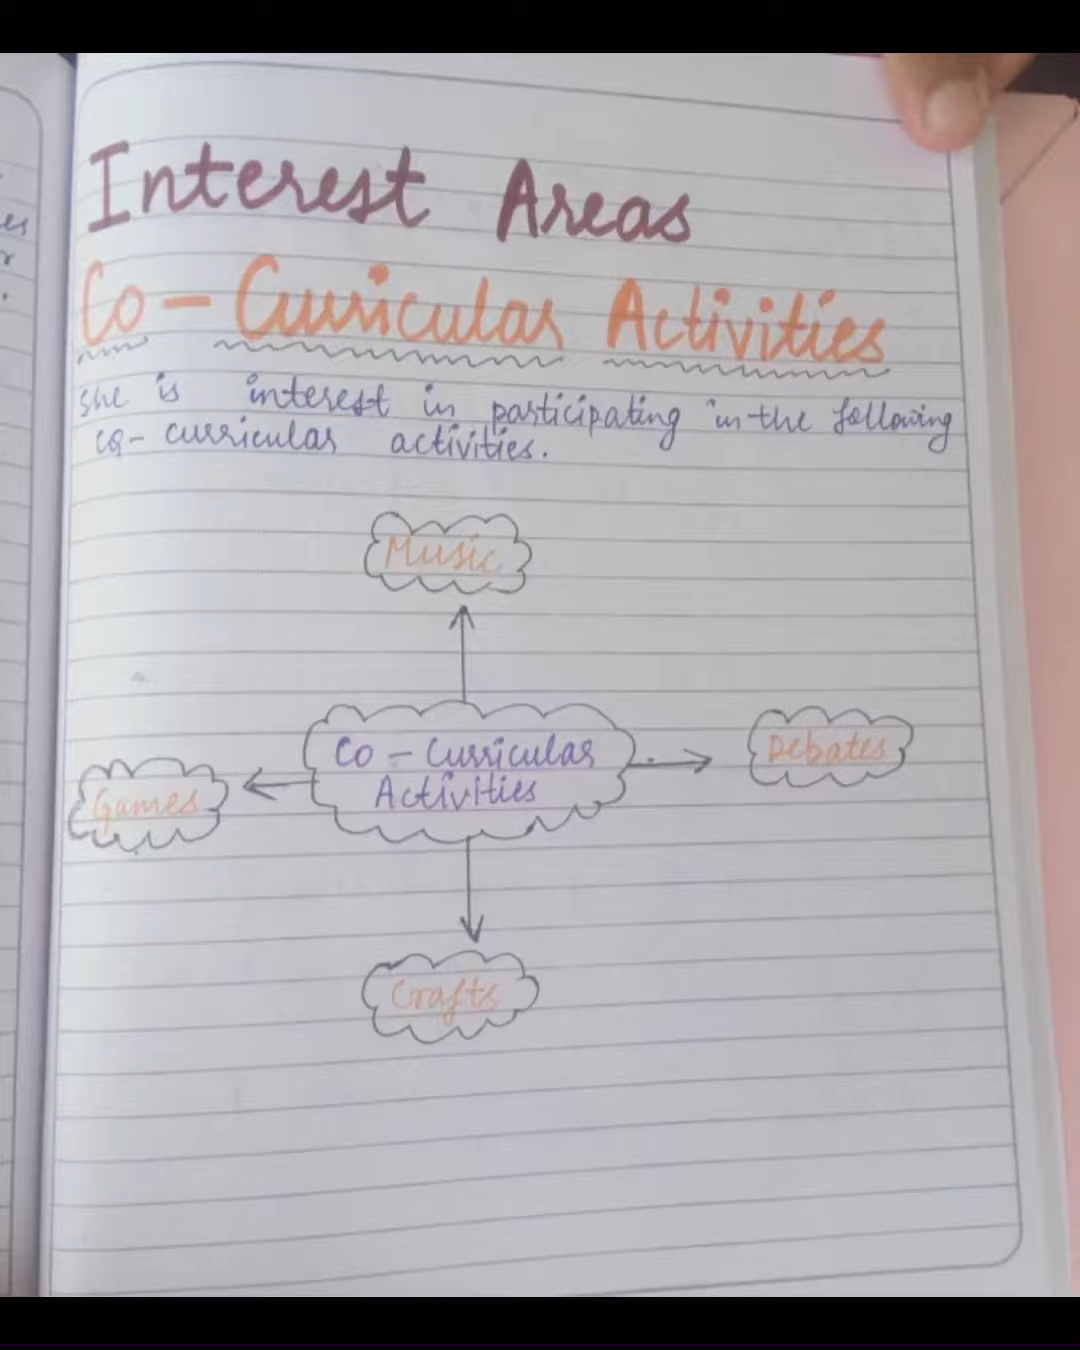 Interest Areas
Co - Curricular Activities
She is interest in participating in the following
co - curricular activities.
Music
Co - Curricular
Activities
Debates
Games
Crafts